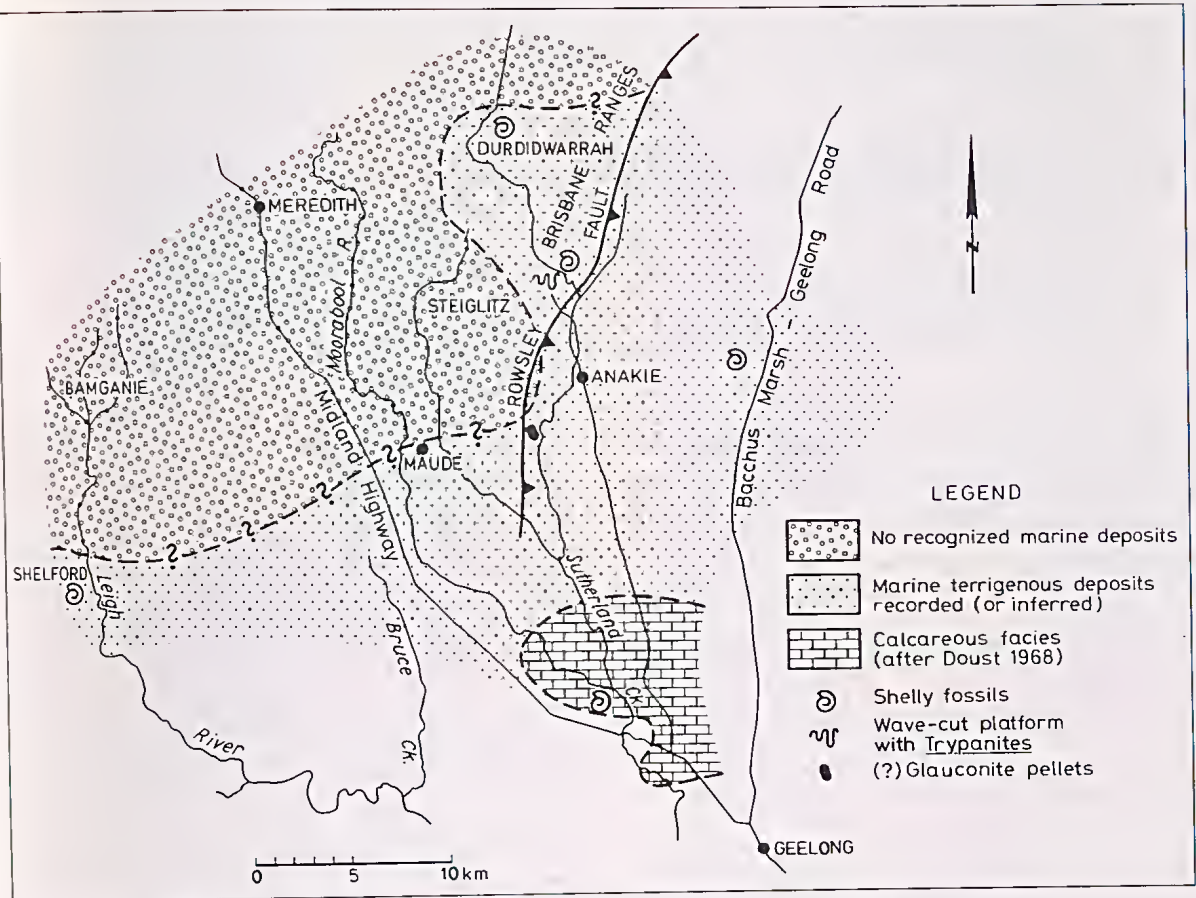 ?
BRISBANE RANGES
DURDIDWARRAH
MEREDITH
Moorabool R.
FAULT
STEIGLITZ
ROWSLEY
Bacchus Marsh - Geelong Road
N
BAMGANIE
ANAKIE
Midland Highway
?
?
MAUDE
?
?
SHELFORD
Leigh
River
Bruce
Ck.
Sutherland
Ck.
GEELONG
LEGEND
No recognized marine deposits
Marine terrigenous deposits
recorded (or inferred)
Calcareous facies
(after Doust 1968)
Shelly fossils
Wave-cut platform
with Trypanites
(?) Glauconite pellets
0 5 10 km